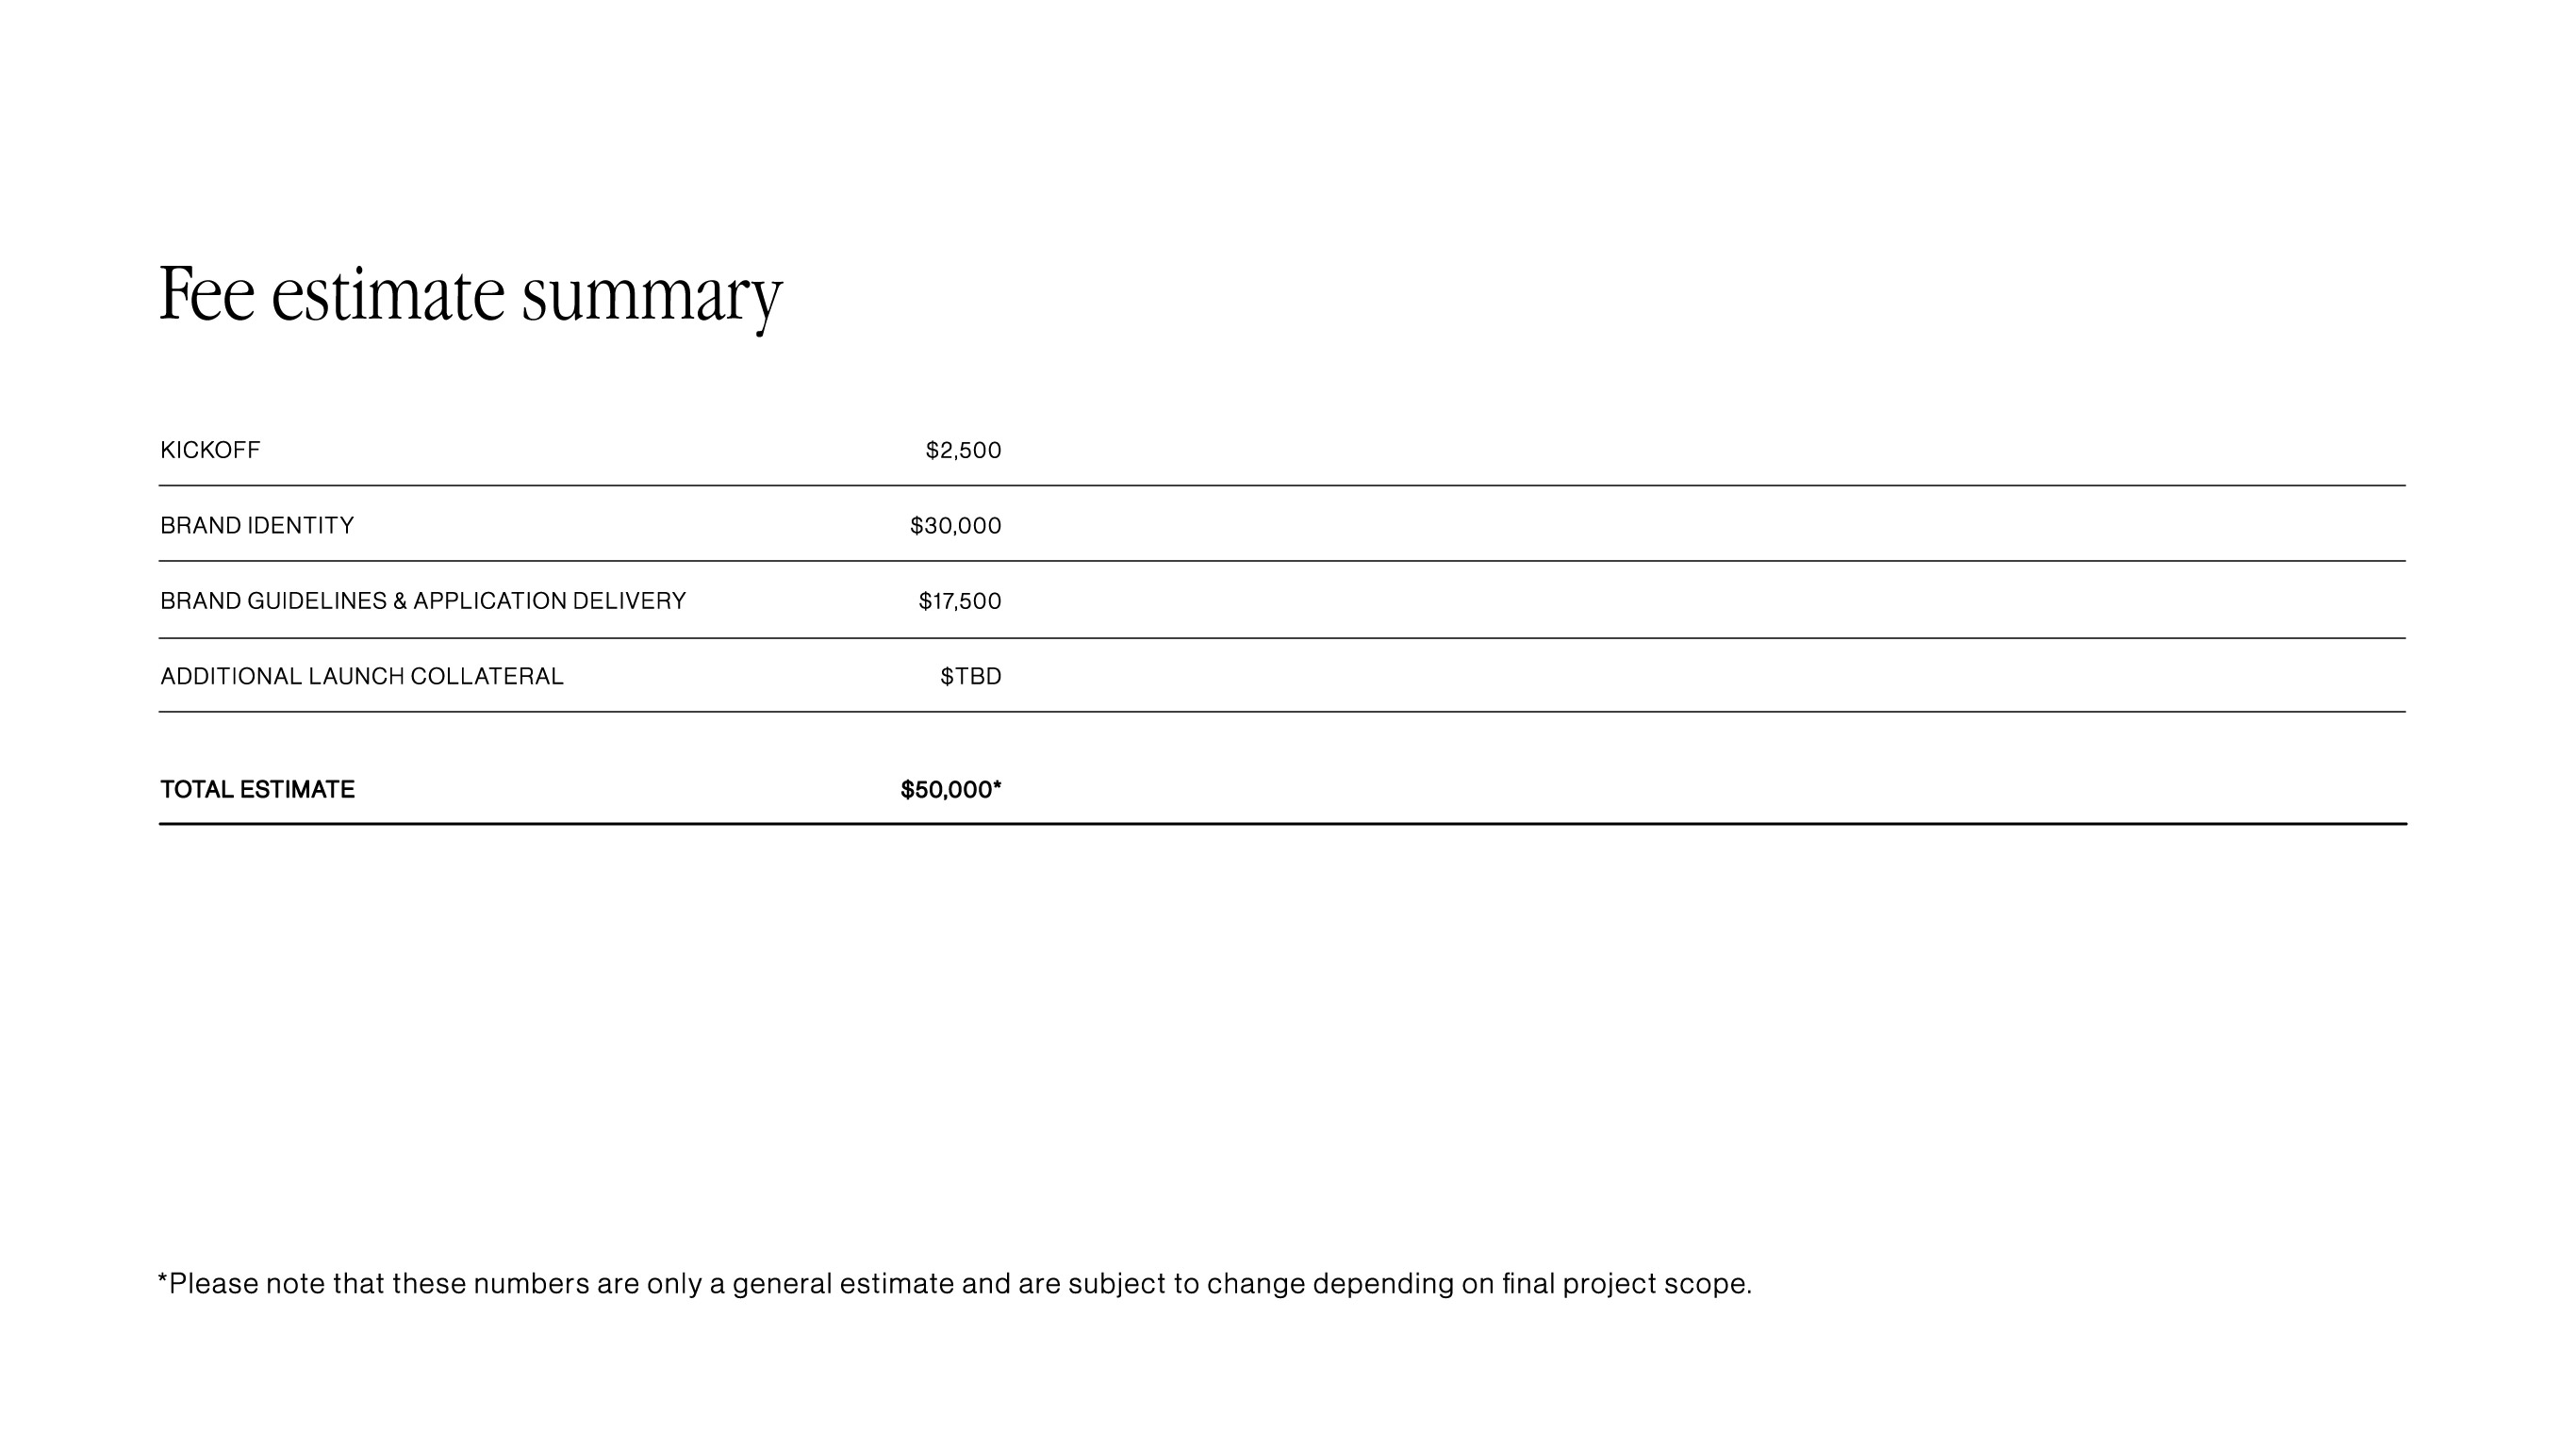 Fee estimate summary
KICKOFF $2,500
BRAND IDENTITY $30,000
BRAND GUIDELINES & APPLICATION DELIVERY $17,500
ADDITIONAL LAUNCH COLLATERAL $TBD
TOTAL ESTIMATE $50,000*
*Please note that these numbers are only a general estimate and are subject to change depending on final project scope.